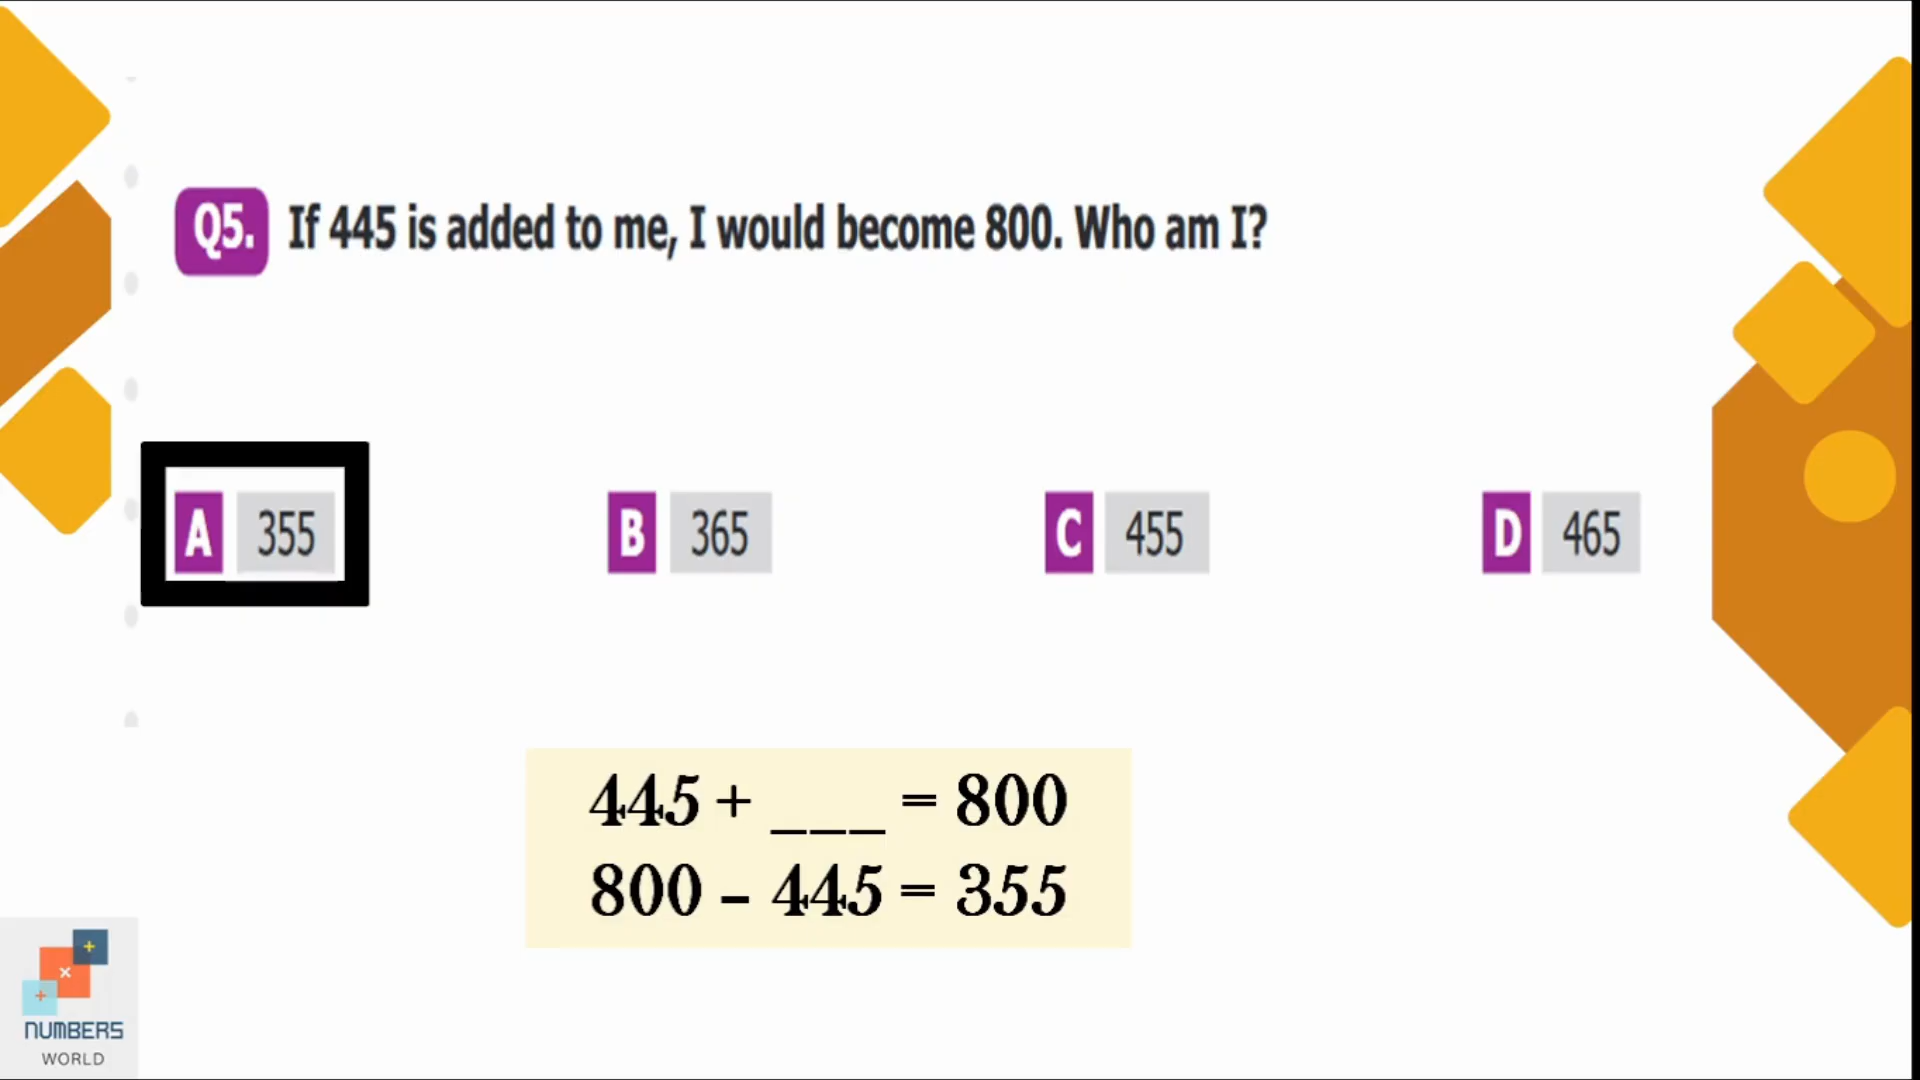 Q5. If 445 is added to me, I would become 800. Who am I?
A 355 B 365 C 455 D 465
445 + ___ = 800
800 - 445 = 355
+
×
+
NUMBERS
WORLD